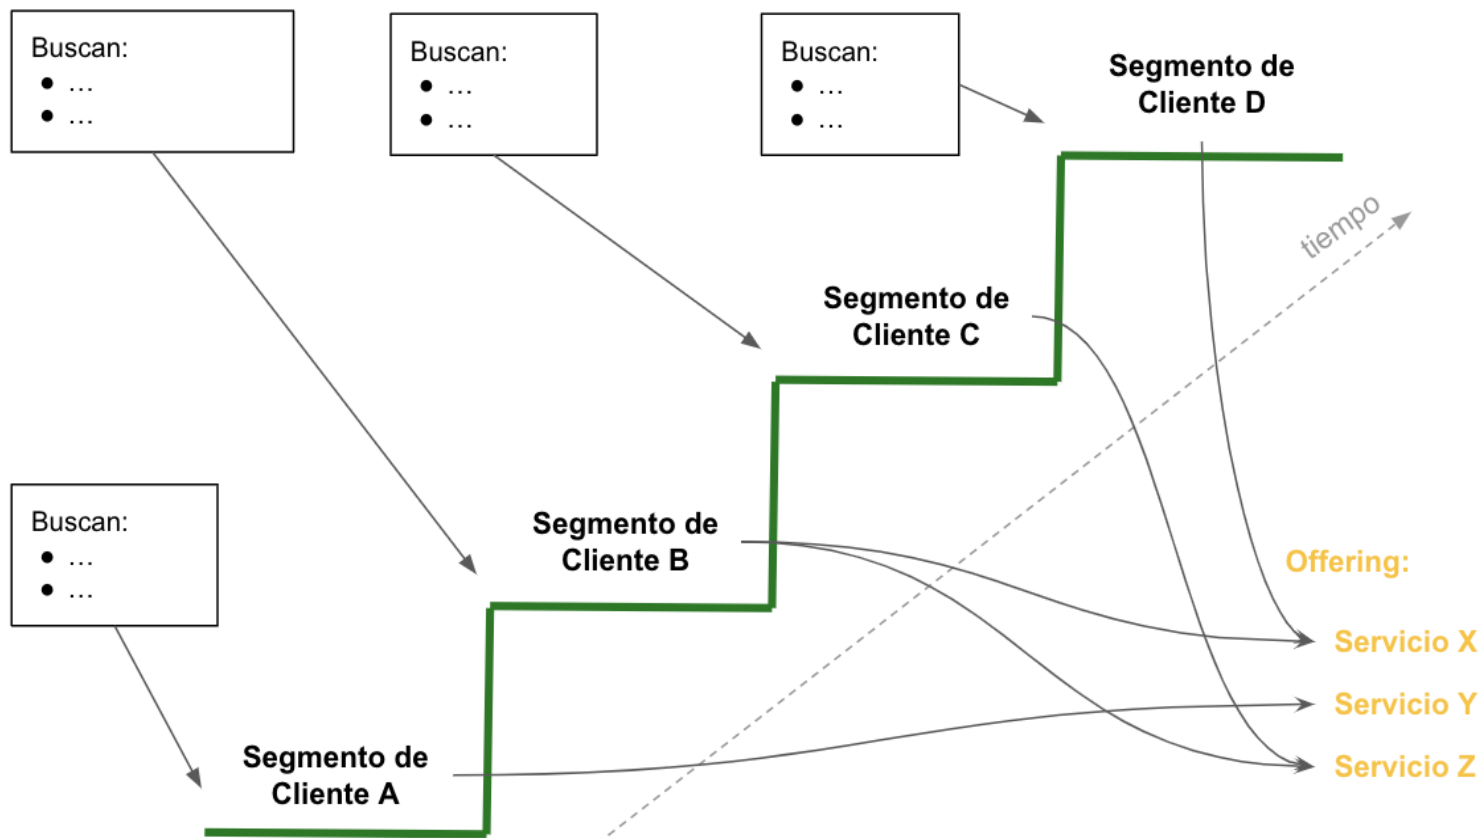 Buscan:
● ...
● ...
Buscan:
● ...
● ...
Buscan:
● ...
● ...
Segmento de
Cliente D
tiempo
Segmento de
Cliente C
Buscan:
● ...
● ...
Segmento de
Cliente B
Offering:
Servicio X
Servicio Y
Servicio Z
Segmento de
Cliente A